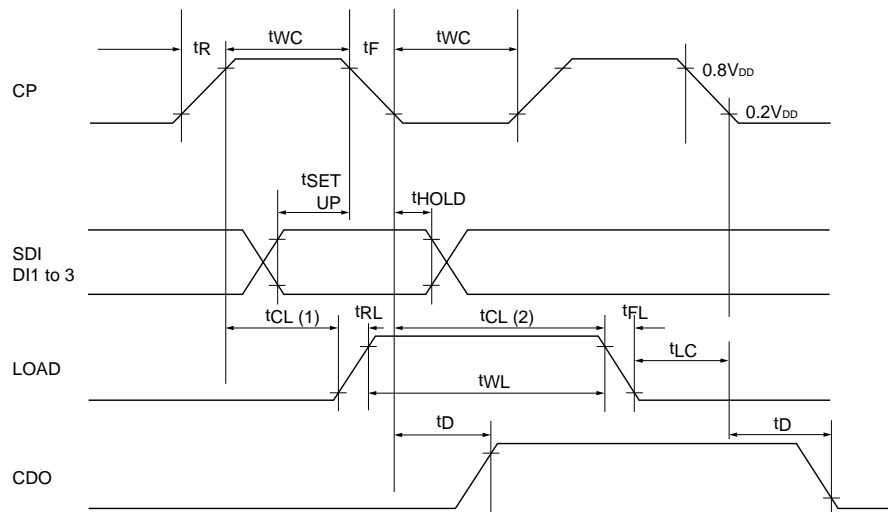 tR tWC tF tWC
CP
0.8VDD
0.2VDD
tSET
UP
tHOLD
SDI
DI1 to 3
tCL (1) tRL tCL (2) tFL
LOAD
tLC
tWL
tD tD
CDO